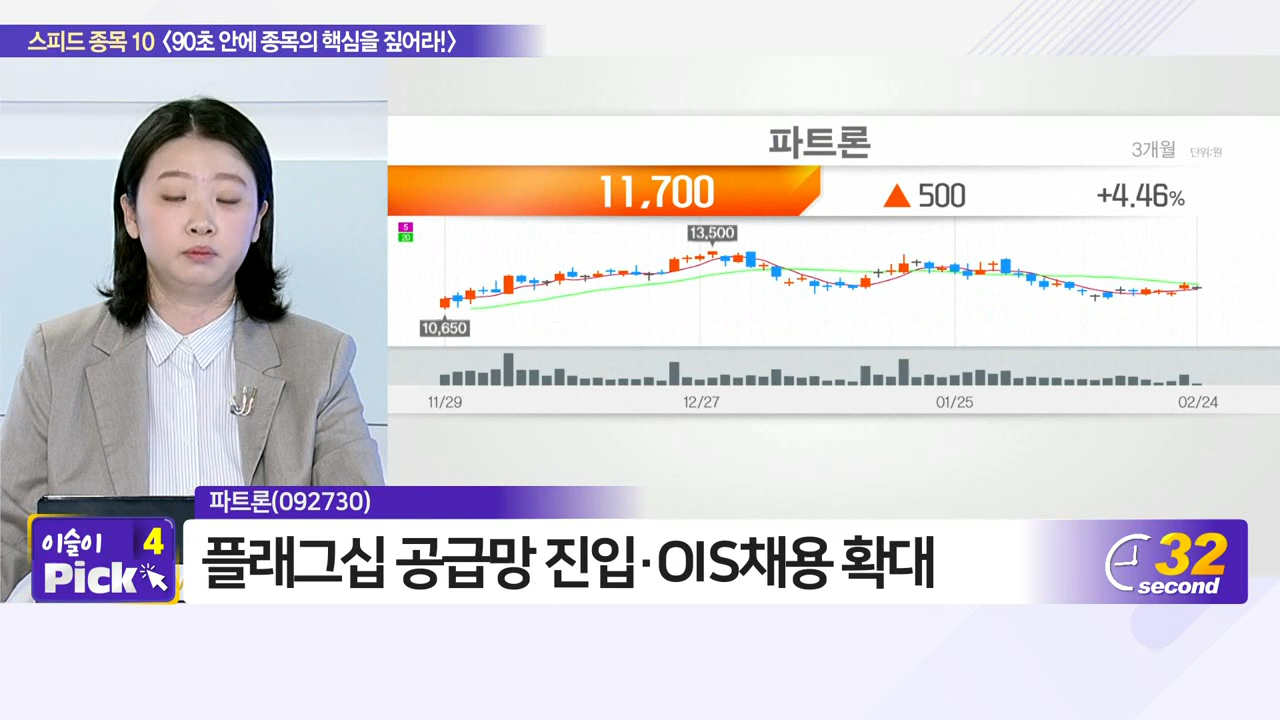 스피드 종목 10 <90초 안에 종목의 핵심을 짚어라!>
파트론
3개월 단위:원
11,700 ▲ 500 +4.46%
5
20
13,500
10,650
11/29 12/27 01/25 02/24
파트론(092730)
이슬이 4
Pick
플래그십 공급망 진입·OIS채용 확대
32
second